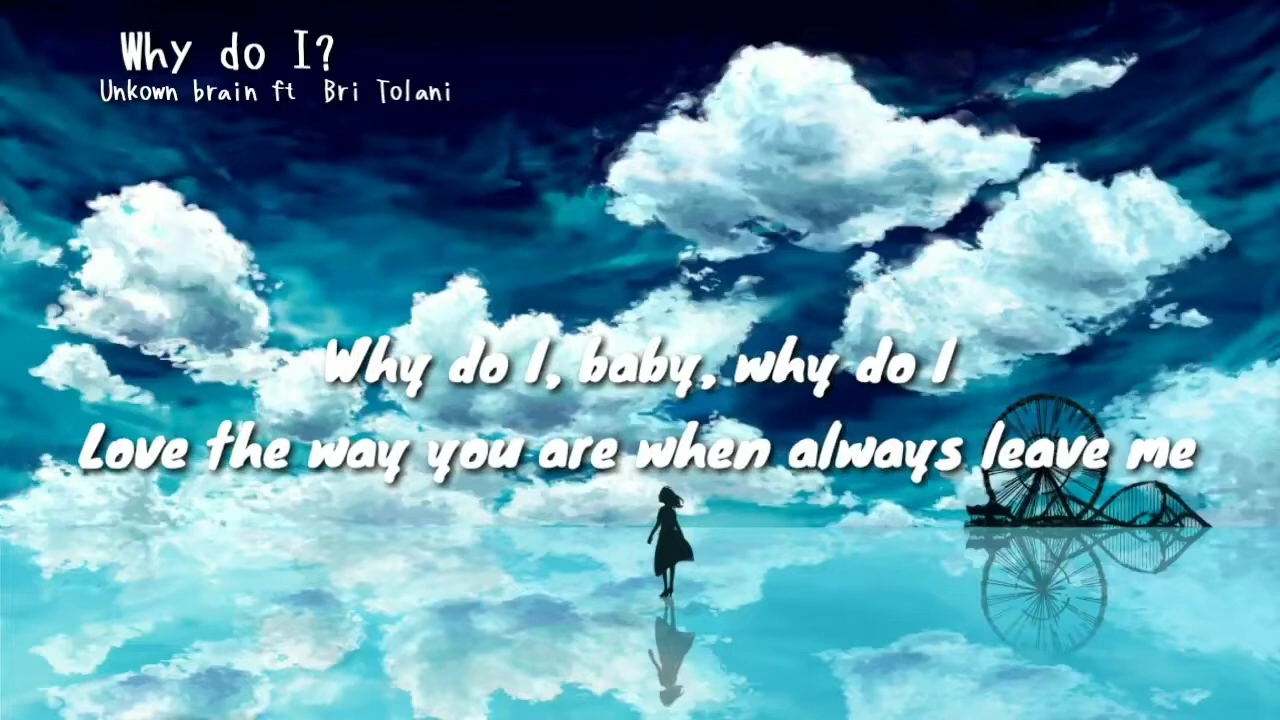 Why do I?
Unkown brain ft Bri Tolani
Why do I, baby, why do I
Love the way you are when always leave me